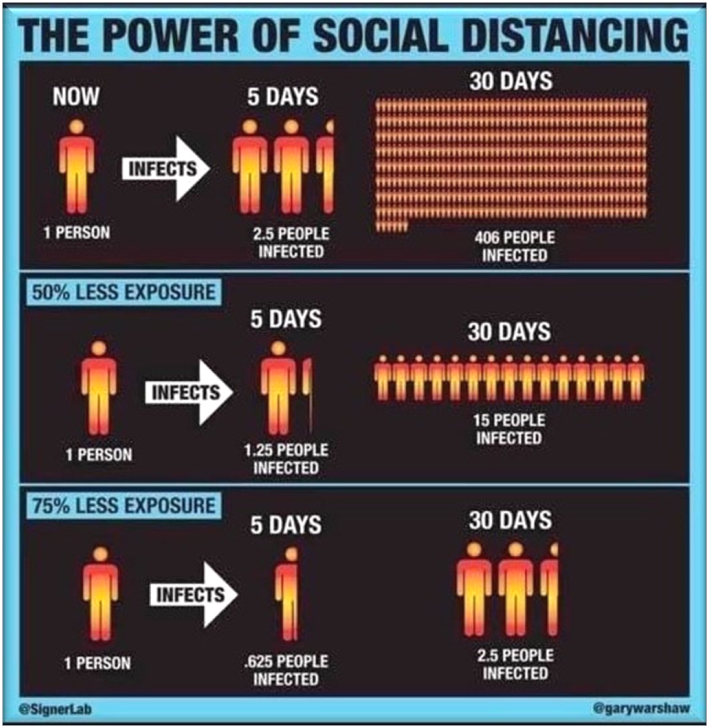 THE POWER OF SOCIAL DISTANCING
NOW
5 DAYS
30 DAYS
INFECTS
1 PERSON
2.5 PEOPLE
INFECTED
406 PEOPLE
INFECTED
50% LESS EXPOSURE
5 DAYS
30 DAYS
INFECTS
1 PERSON
1.25 PEOPLE
INFECTED
15 PEOPLE
INFECTED
75% LESS EXPOSURE
5 DAYS
30 DAYS
INFECTS
1 PERSON
.625 PEOPLE
INFECTED
2.5 PEOPLE
INFECTED
@SignerLab
@garywarshaw